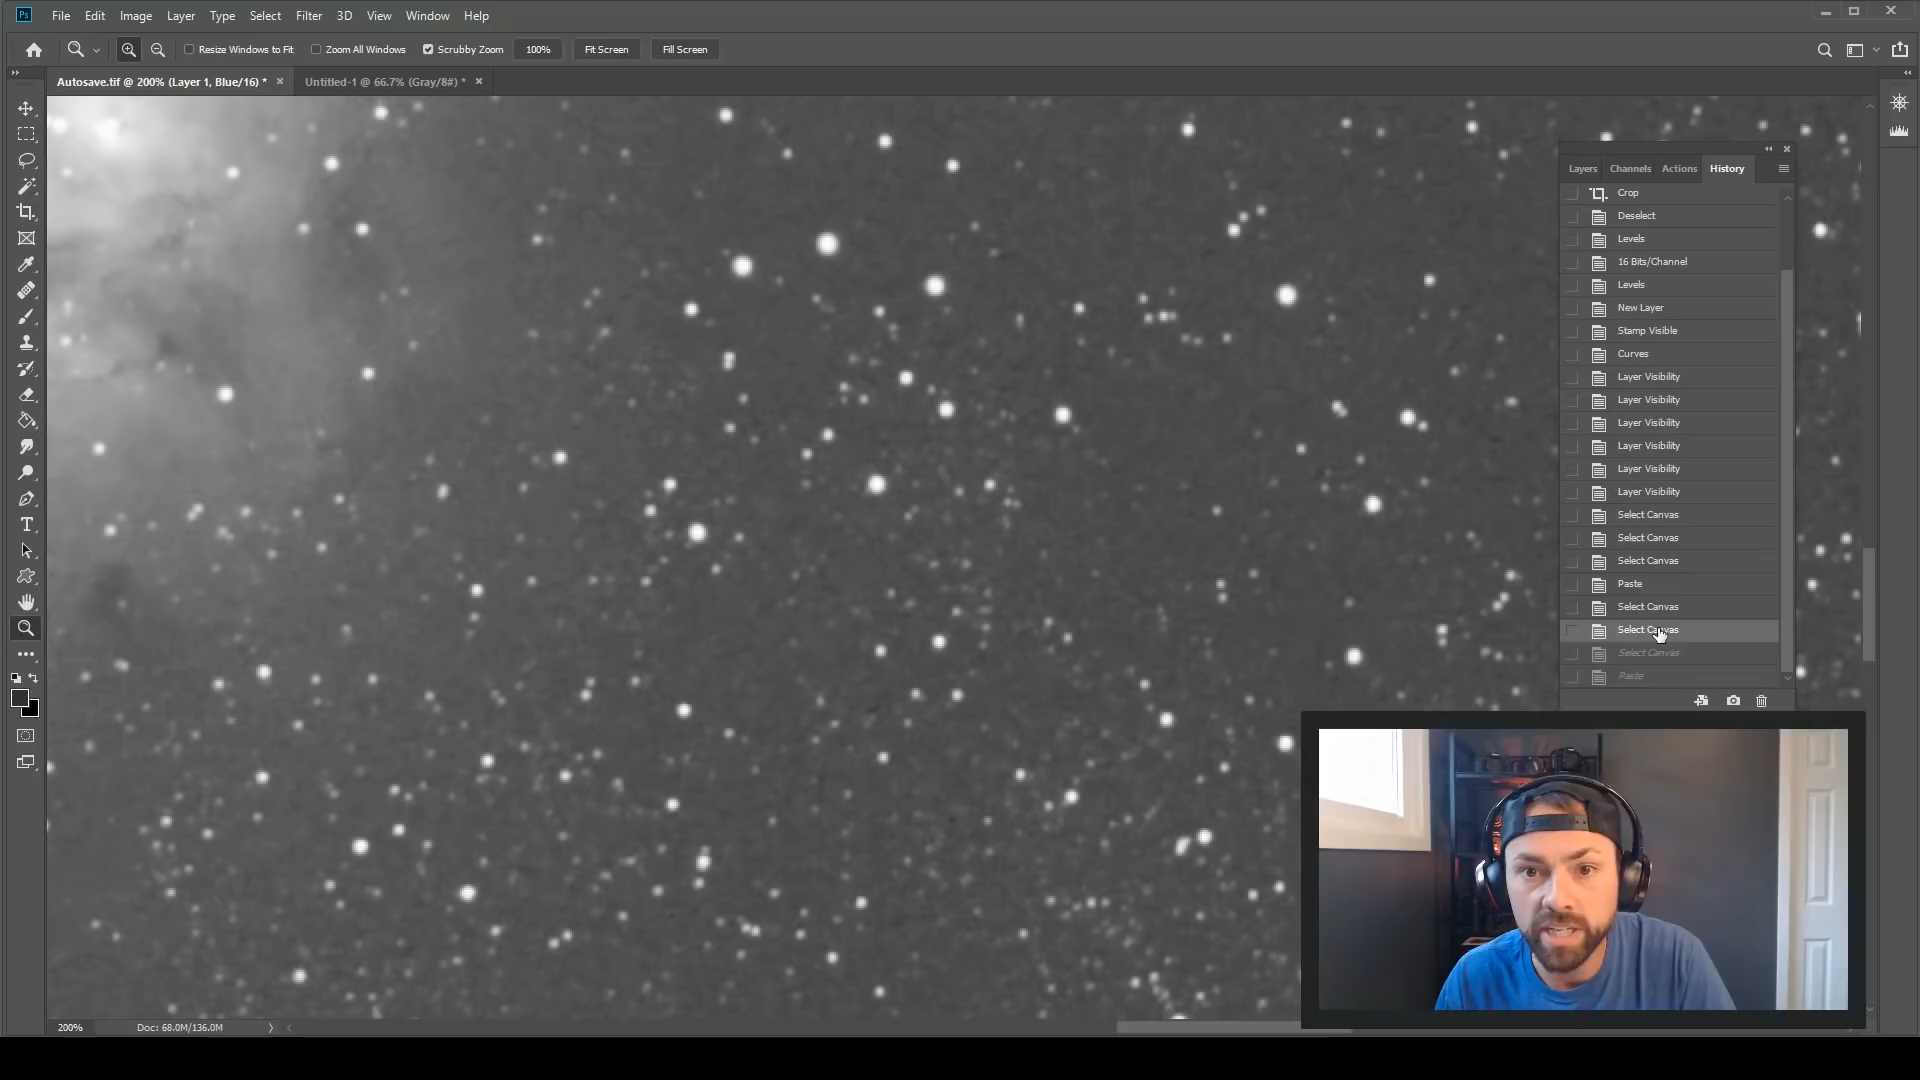 Ps File Edit Image Layer Type Select Filter 3D View Window Help
Resize Windows to Fit Zoom All Windows Scrubby Zoom 100% Fit Screen Fill Screen
Autosave.tif @ 200% (Layer 1, Blue/16) * Untitled-1 @ 66.7% (Gray/8#) *
Layers Channels Actions History
Crop
Deselect
Levels
16 Bits/Channel
Levels
New Layer
Stamp Visible
Curves
Layer Visibility
Layer Visibility
Layer Visibility
Layer Visibility
Layer Visibility
Layer Visibility
Select Canvas
Select Canvas
Select Canvas
Paste
Select Canvas
Select Canvas
Select Canvas
Paste
200% Doc: 68.0M/136.0M